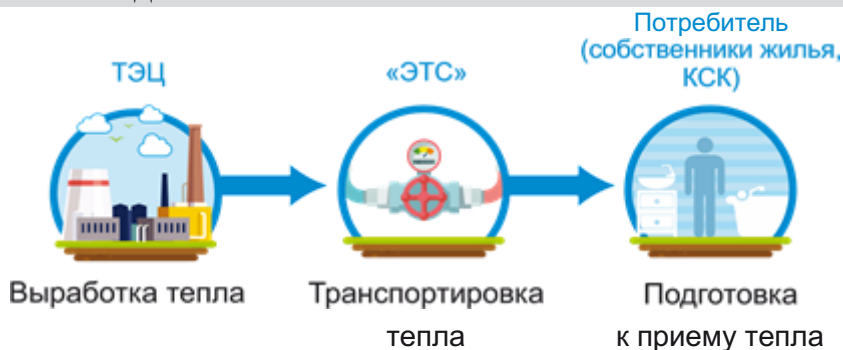 ТЭЦ
Выработка тепла
«ЭТС»
Транспортировка
тепла
Потребитель
(собственники жилья,
КСК)
Подготовка
к приему тепла